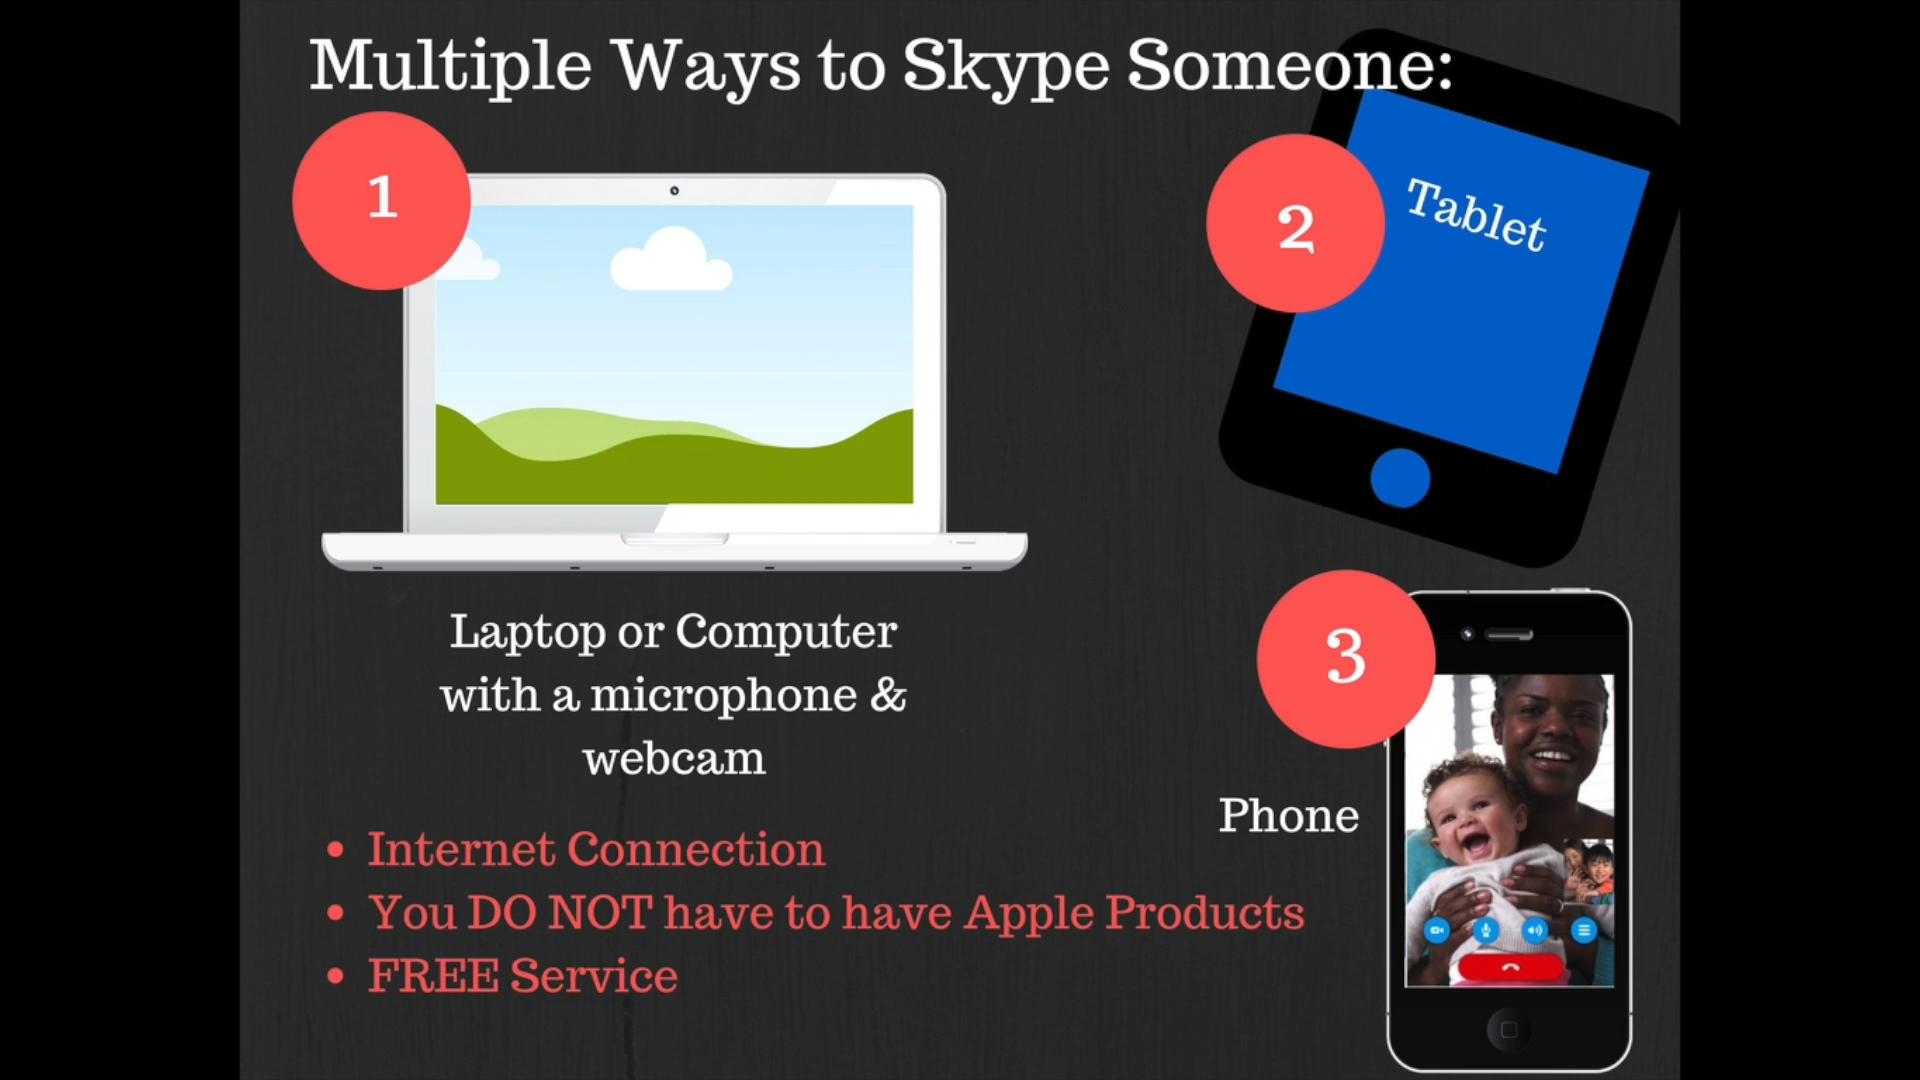 Multiple Ways to Skype Someone:
1
2
Tablet
Laptop or Computer
with a microphone &
webcam
3
Phone
Internet Connection
You DO NOT have to have Apple Products
FREE Service